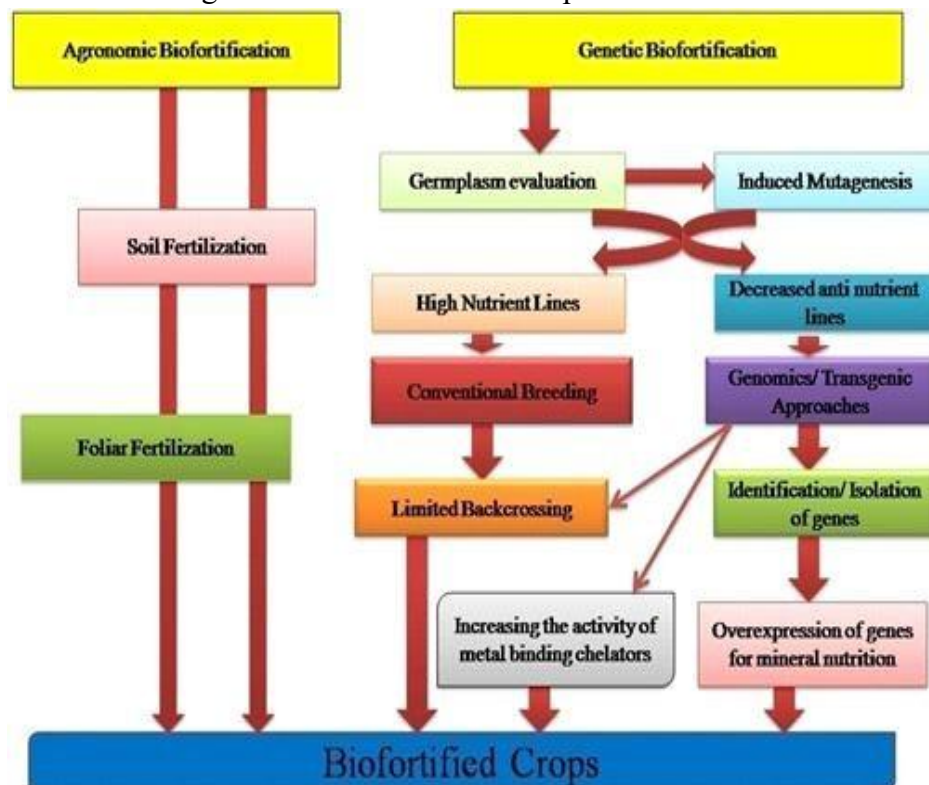 Agronomic Biofortification
Genetic Biofortification
Germplasm evaluation
Induced Mutagenesis
Soil Fertilization
High Nutrient Lines
Decreased anti nutrient
lines
Conventional Breeding
Genomics/ Transgenic
Approaches
Foliar Fertilization
Limited Backcrossing
Identification/ Isolation
of genes
Increasing the activity of
metal binding chelators
Overexpression of genes
for mineral nutrition
Biofortified Crops